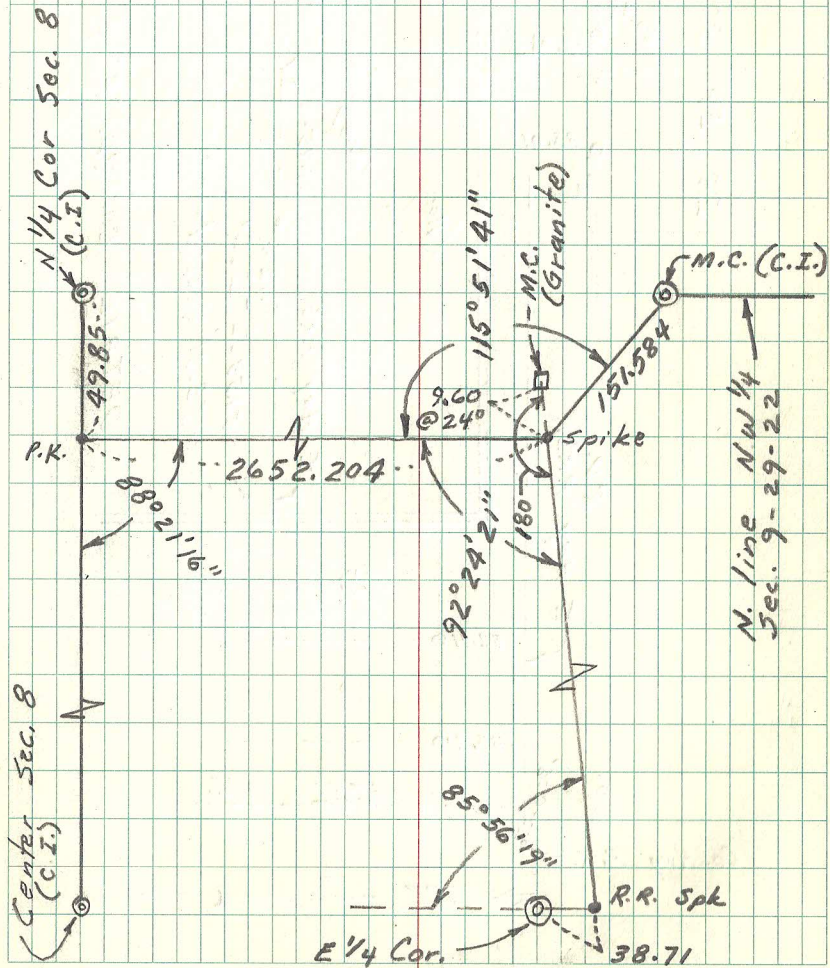 N 1/4 Cor Sec. 8
(C.I)
49.85
P.K.
88°21'16"
2652.204
115°51'41"
M.C.
(Granite)
9.60
@24°
M.C. (C.I.)
151.584
Spike
180
92°24'21"
N. line N.W 1/4
Sec. 9-29-22
Center Sec. 8
(C.I.)
85°56'19"
R.R. Spk
E 1/4 Cor.
38.71